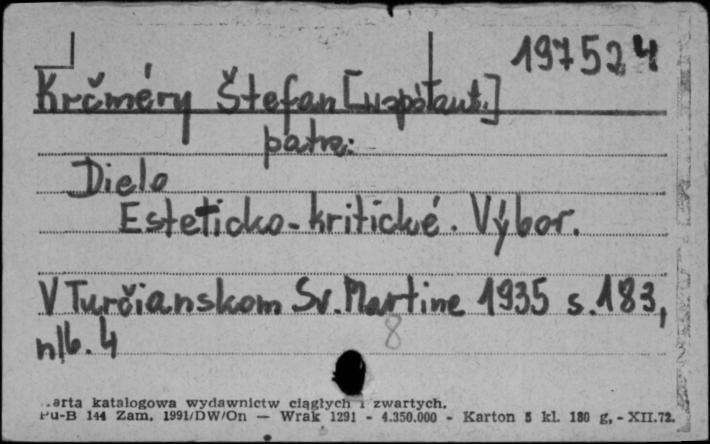 197524
Krčméry Štefan [współaut.]
patrz:
Dielo
Esteticko-kritické. Výbor.
V Turčianskom Sv. Martine 1935 s. 183,
nlb. 4
8
arta katalogowa wydawnictw ciągłych i zwartych.
Pu-B 144 Zam. 1991/DW/On — Wrak 1291 - 4.350.000 - Karton 5 kl. 180 g, - XII.72.